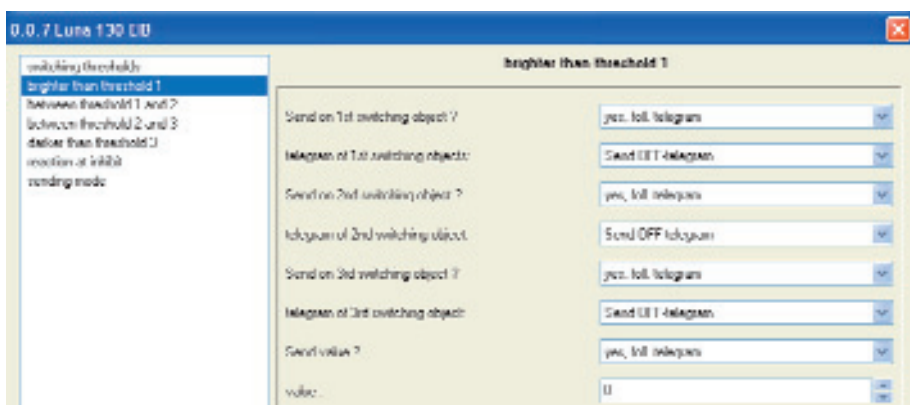 0.0.7 Luna 130 EIB
switching thresholds
brighter than threshold 1
between threshold 1 and 2
between threshold 2 and 3
darker than threshold 3
reaction at inhibit
sending mode
brighter than threshold 1
Send on 1st switching object ?
yes, foll. telegram
telegram of 1st switching objects:
Send OFF-telegram
Send on 2nd switching object ?
yes, foll. telegram
telegram of 2nd switching object:
Send OFF-telegram
Send on 3rd switching object ?
yes, foll. telegram
telegram of 3rd switching object:
Send OFF-telegram
Send value ?
yes, foll. telegram
value:
0